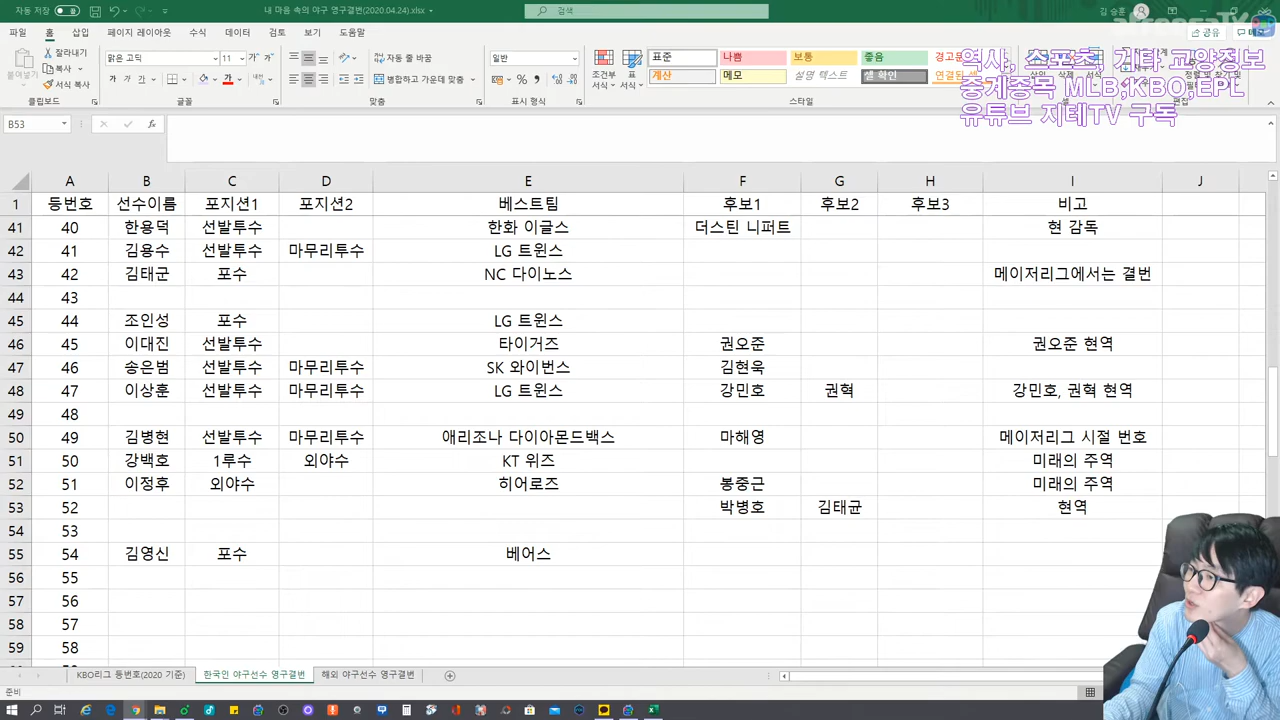 자동 저장
내 마음 속의 야구 영구결번(2020.04.24).xlsx
검색
김 승훈
파일 홈 삽입 페이지 레이아웃 수식 데이터 검토 보기 도움말
공유
붙여넣기
잘라내기
복사
서식 복사
클립보드
맑은 고딕 11
가 가 가
글꼴
자동 줄 바꿈
병합하고 가운데 맞춤
맞춤
일반
표시 형식
조건부 서식
표 서식
표준 나쁨 보통 좋음
계산 메모 설명 텍스트 셀 확인
스타일
역사, 스포츠, 기타 교양정보
중계종목 MLB,KBO,EPL
유튜브 지테TV 구독
B53
A B C D E F G H I J
1 등번호 선수이름 포지션1 포지션2 베스트팀 후보1 후보2 후보3 비고
41 40 한용덕 선발투수 한화 이글스 더스틴 니퍼트 현 감독
42 41 김용수 선발투수 마무리투수 LG 트윈스
43 42 김태군 포수 NC 다이노스 메이저리그에서는 결번
44 43
45 44 조인성 포수 LG 트윈스
46 45 이대진 선발투수 타이거즈 권오준 권오준 현역
47 46 송은범 선발투수 마무리투수 SK 와이번스 김현욱
48 47 이상훈 선발투수 마무리투수 LG 트윈스 강민호 권혁 강민호, 권혁 현역
49 48
50 49 김병현 선발투수 마무리투수 애리조나 다이아몬드백스 마해영 메이저리그 시절 번호
51 50 강백호 1루수 외야수 KT 위즈 미래의 주역
52 51 이정후 외야수 히어로즈 봉중근 미래의 주역
53 52 박병호 김태균 현역
54 53
55 54 김영신 포수 베어스
56 55
57 56
58 57
59 58
KBO리그 등번호(2020 기준) 한국인 야구선수 영구결번 해외 야구선수 영구결번
준비